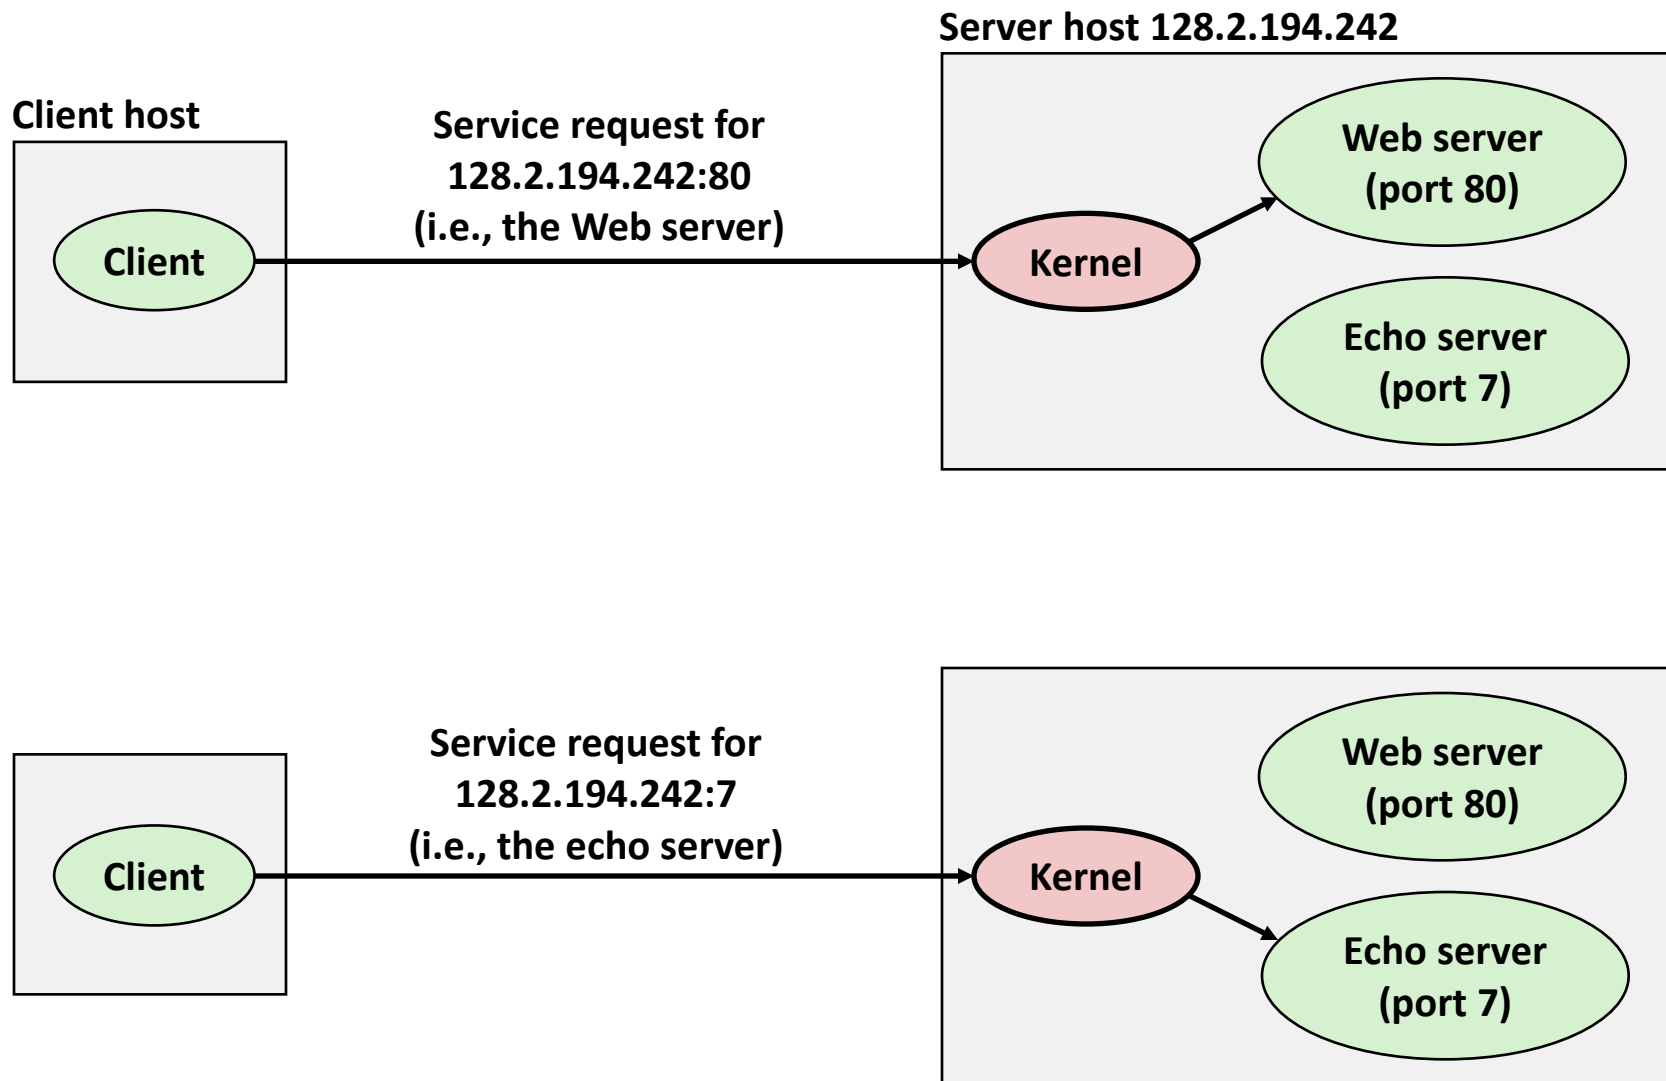 Server host 128.2.194.242
Client host
Service request for
128.2.194.242:80
(i.e., the Web server)
Client
Kernel
Web server
(port 80)
Echo server
(port 7)
Service request for
128.2.194.242:7
(i.e., the echo server)
Client
Kernel
Web server
(port 80)
Echo server
(port 7)